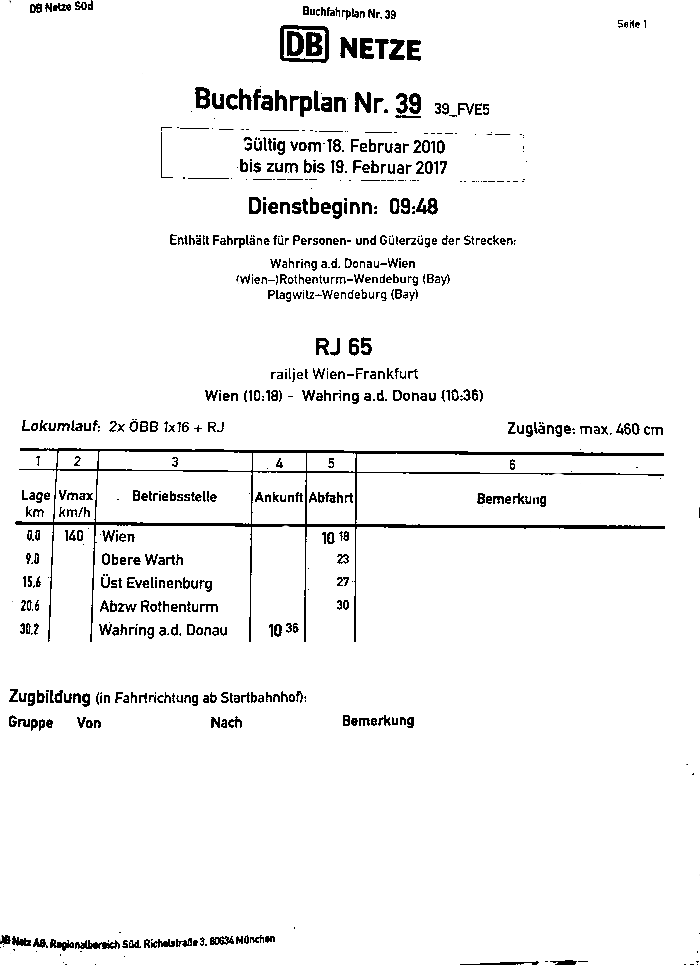 DB Netze Süd
Buchfahrplan Nr. 39
Seite 1
DB NETZE
Buchfahrplan Nr. 39 39_FVE5
Gültig vom 18. Februar 2010
bis zum bis 19. Februar 2017
Dienstbeginn: 09:48
Enthält Fahrpläne für Personen- und Güterzüge der Strecken:
Wahring a.d. Donau–Wien
(Wien–)Rothenturm–Wendeburg (Bay)
Plagwitz–Wendeburg (Bay)
RJ 65
railjet Wien–Frankfurt
Wien (10:18) - Wahring a.d. Donau (10:36)
Lokumlauf: 2x ÖBB 1x16 + RJ Zuglänge: max. 460 cm
1 2 3 4 5 6
Lage km Vmax km/h Betriebsstelle Ankunft Abfahrt Bemerkung
0,0 140 Wien 10 18
9,0 Obere Warth 23
15,6 Üst Evelinenburg 27
20,6 Abzw Rothenturm 30
30,2 Wahring a.d. Donau 10 36
Zugbildung (in Fahrtrichtung ab Startbahnhof):
Gruppe Von Nach Bemerkung
DB Netz AG, Regionalbereich Süd, Richelstraße 3, 80634 München